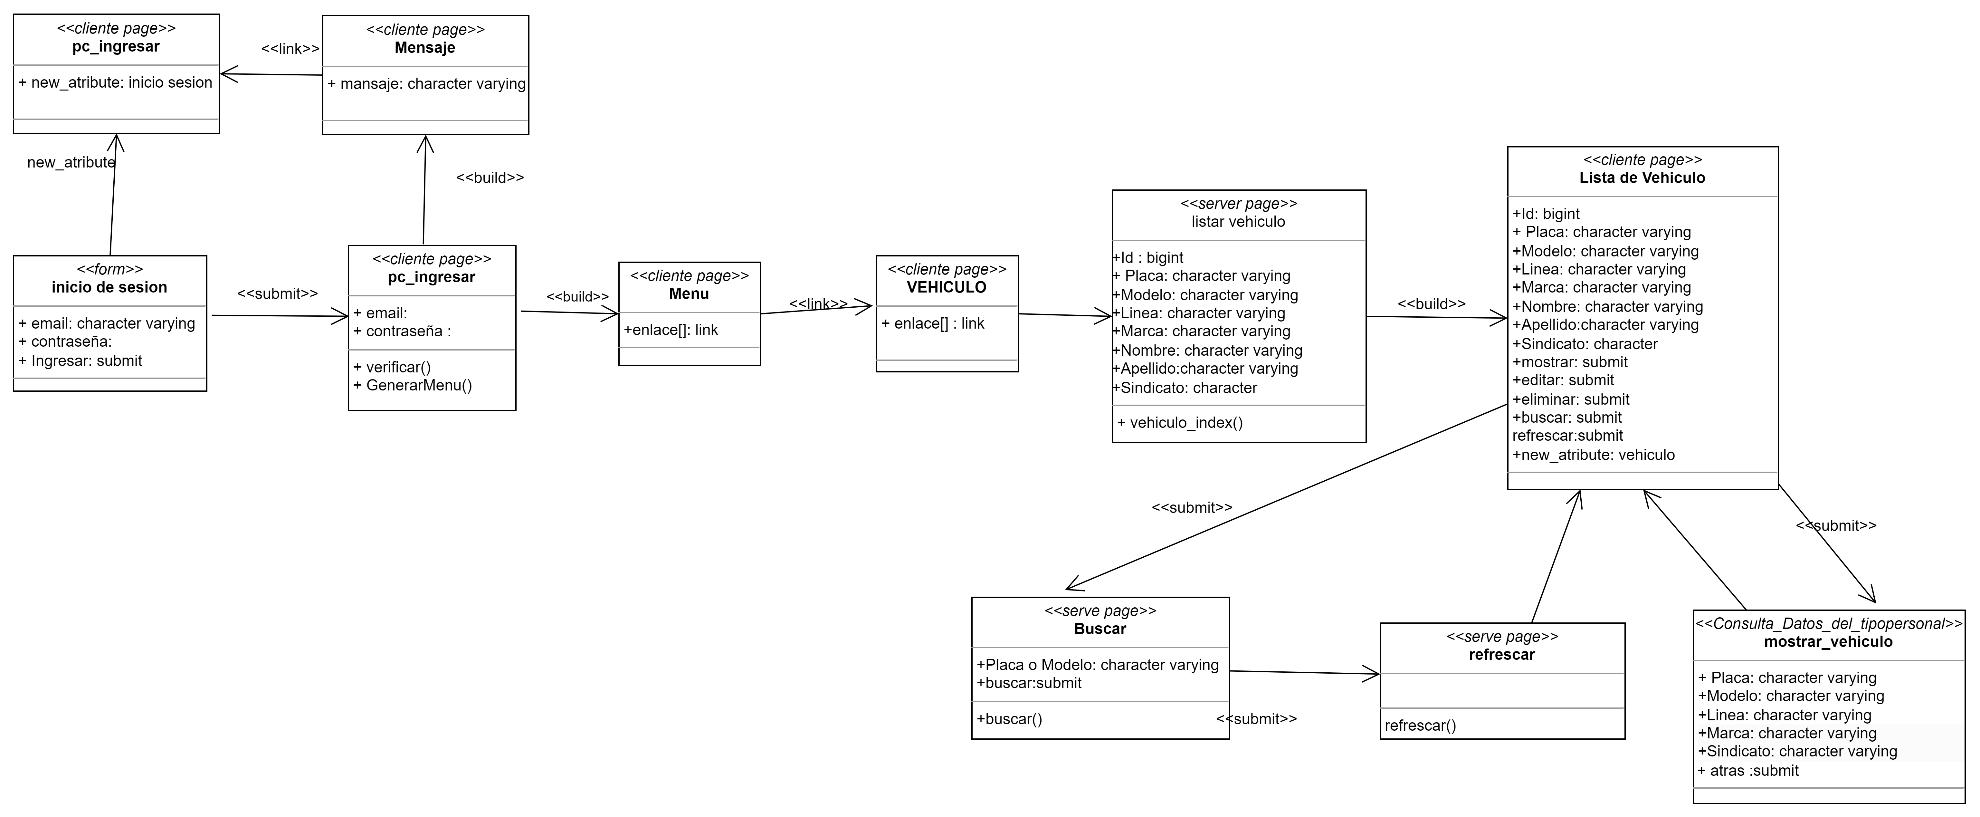 <<cliente page>>
pc_ingresar
+ new_atribute: inicio sesion
<<link>>
<<cliente page>>
Mensaje
+ mansaje: character varying
new_atribute
<<build>>
<<form>>
inicio de sesion
+ email: character varying
+ contraseña:
+ Ingresar: submit
<<submit>>
<<cliente page>>
pc_ingresar
+ email:
+ contraseña :
+ verificar()
+ GenerarMenu()
<<build>>
<<cliente page>>
Menu
+enlace[]: link
<<link>>
<<cliente page>>
VEHICULO
+ enlace[] : link
<<server page>>
listar vehiculo
+Id : bigint
+ Placa: character varying
+Modelo: character varying
+Linea: character varying
+Marca: character varying
+Nombre: character varying
+Apellido:character varying
+Sindicato: character
+ vehiculo_index()
<<build>>
<<cliente page>>
Lista de Vehiculo
+Id: bigint
+ Placa: character varying
+Modelo: character varying
+Linea: character varying
+Marca: character varying
+Nombre: character varying
+Apellido:character varying
+Sindicato: character
+mostrar: submit
+editar: submit
+eliminar: submit
+buscar: submit
refrescar:submit
+new_atribute: vehiculo
<<submit>>
<<submit>>
<<serve page>>
Buscar
+Placa o Modelo: character varying
+buscar:submit
+buscar()
<<submit>>
<<serve page>>
refrescar
refrescar()
<<Consulta_Datos_del_tipopersonal>>
mostrar_vehiculo
+ Placa: character varying
+Modelo: character varying
+Linea: character varying
+Marca: character varying
+Sindicato: character varying
+ atras :submit